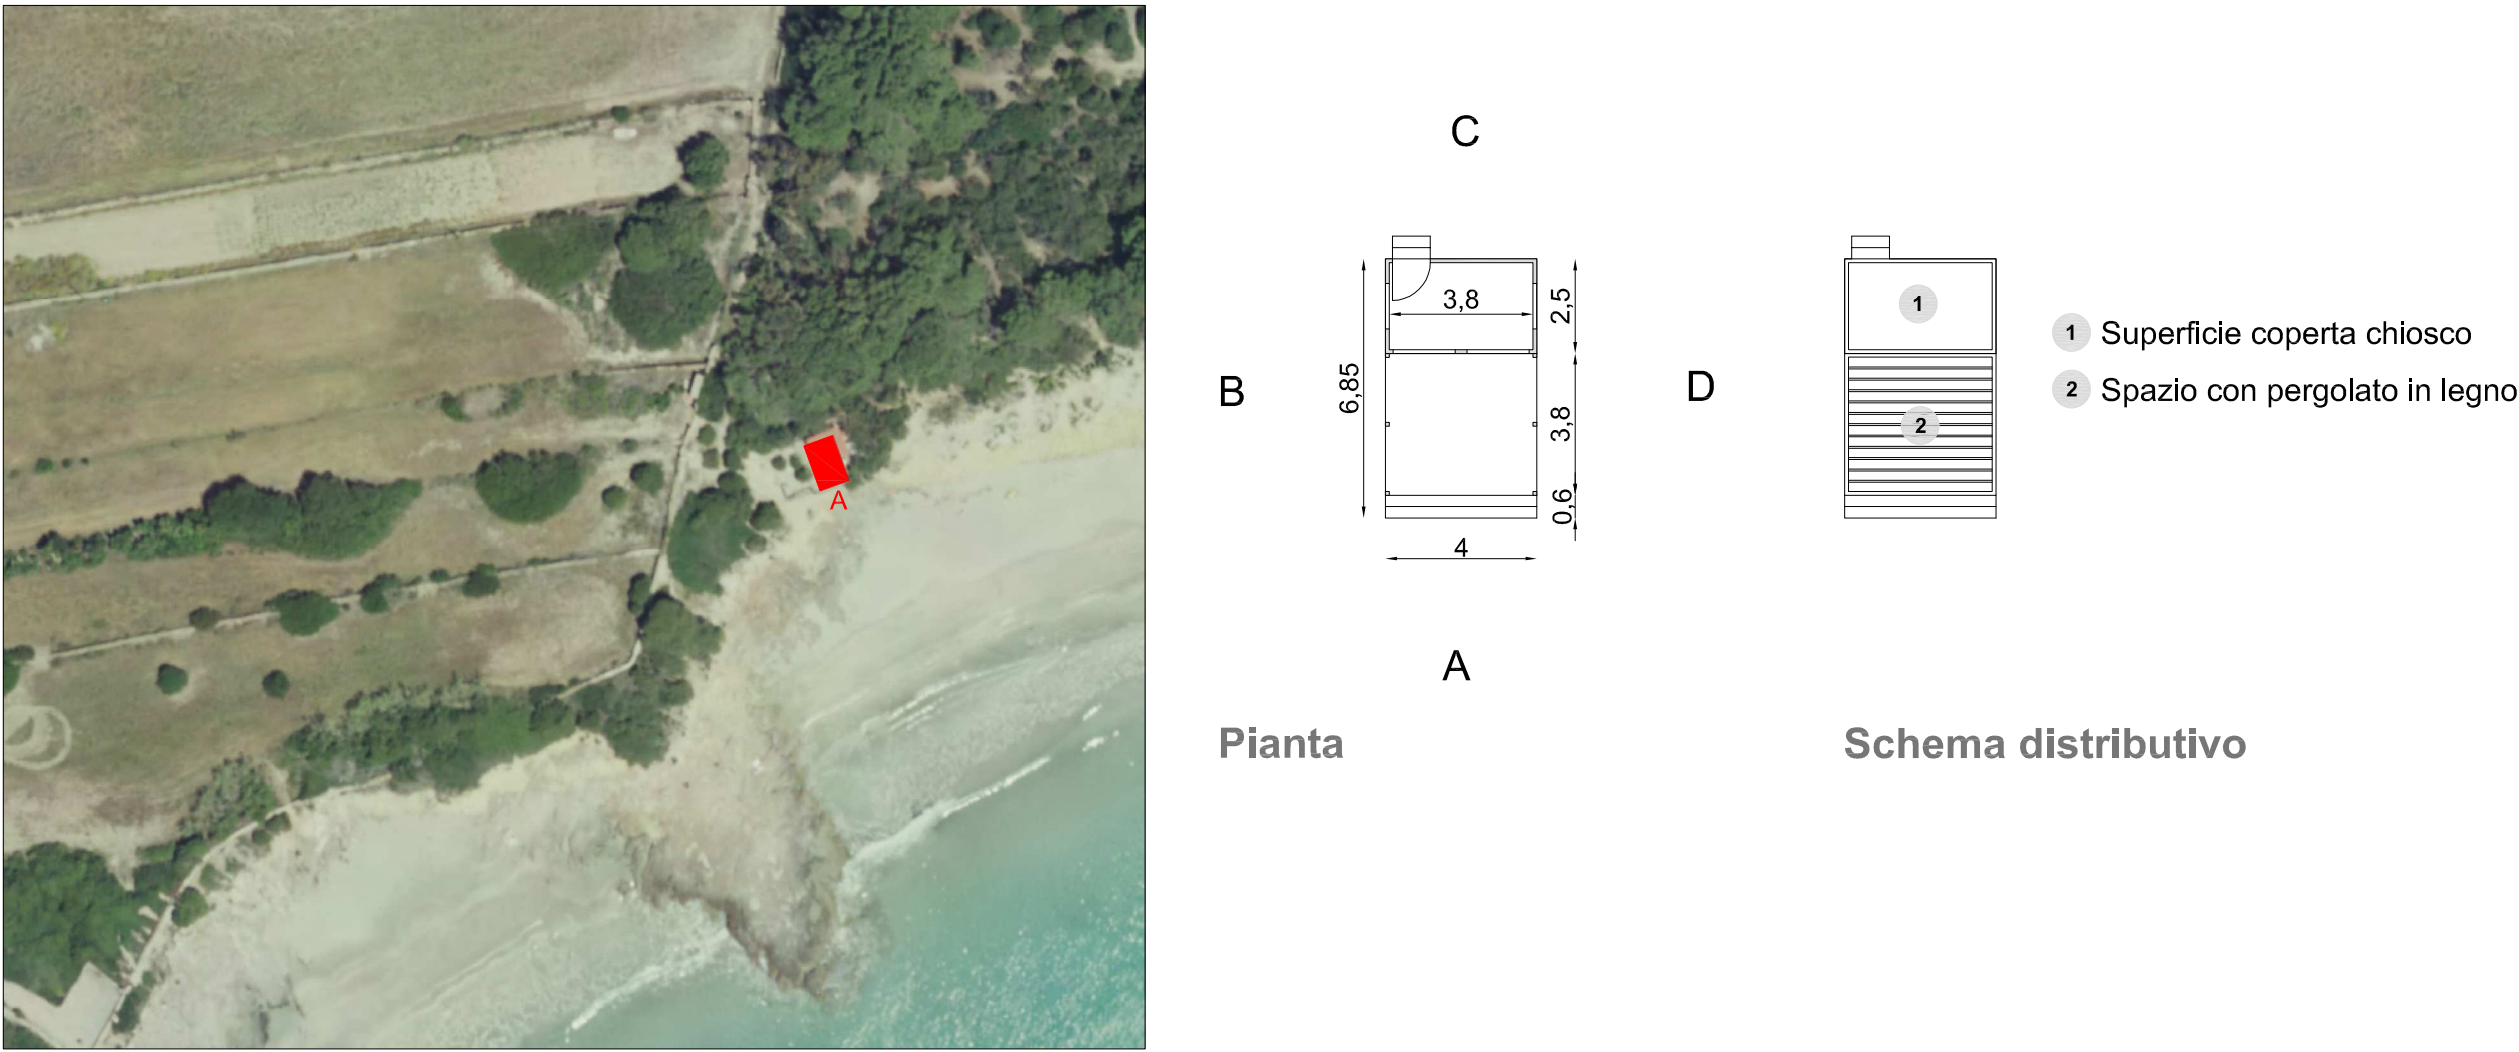 A
C
B
D
A
3,8
2,5
6,85
3,8
0,6
4
1
2
1 Superficie coperta chiosco
2 Spazio con pergolato in legno
Pianta
Schema distributivo